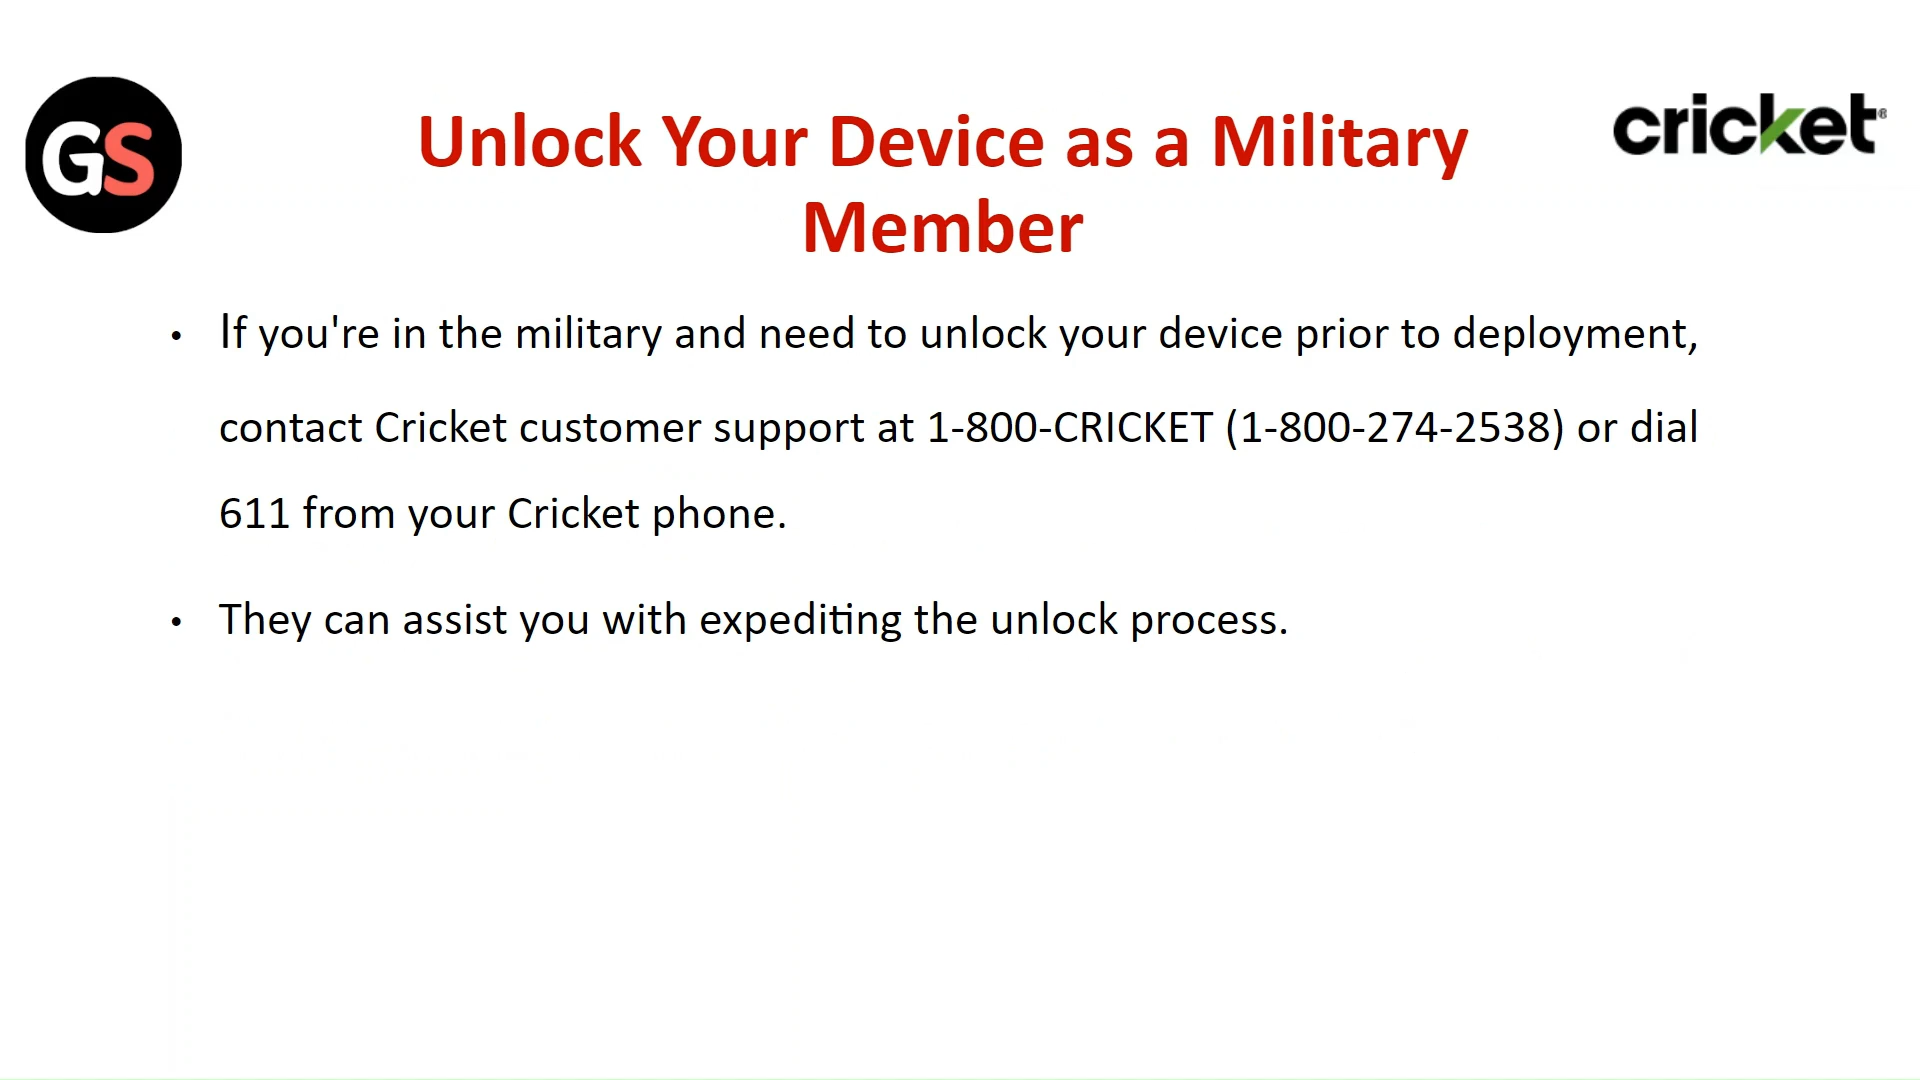 GS
cricket
Unlock Your Device as a Military
Member
• If you're in the military and need to unlock your device prior to deployment,
contact Cricket customer support at 1-800-CRICKET (1-800-274-2538) or dial
611 from your Cricket phone.
• They can assist you with expediting the unlock process.